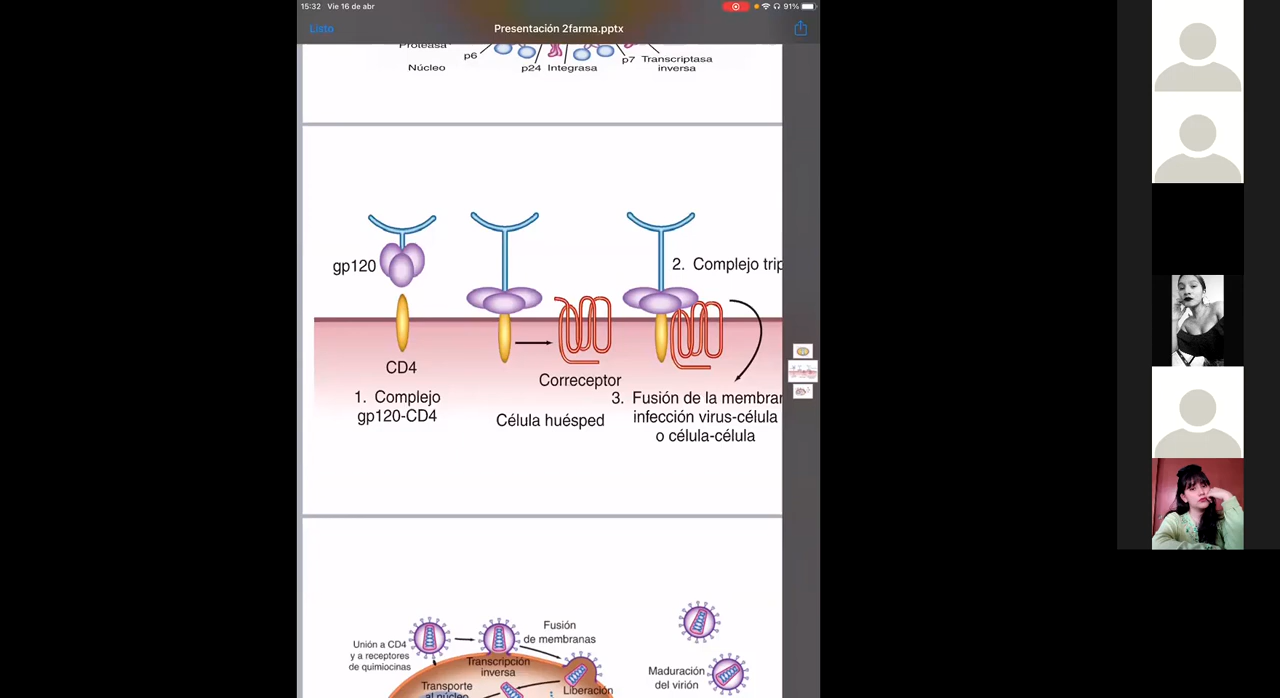 15:32 Vie 16 de abr
91%
Listo
Presentación 2farma.pptx
Proteasa
p6
p24
Integrasa
p7
Transcriptasa
inversa
Núcleo
gp120
2. Complejo trip
CD4
Correceptor
1. Complejo
gp120-CD4
Célula huésped
3. Fusión de la membrar
infección virus-célula
o célula-célula
Fusión
de membranas
Unión a CD4
y a receptores
de quimiocinas
Transcripción
inversa
Maduración
del virión
Transporte
al núcleo
Liberación